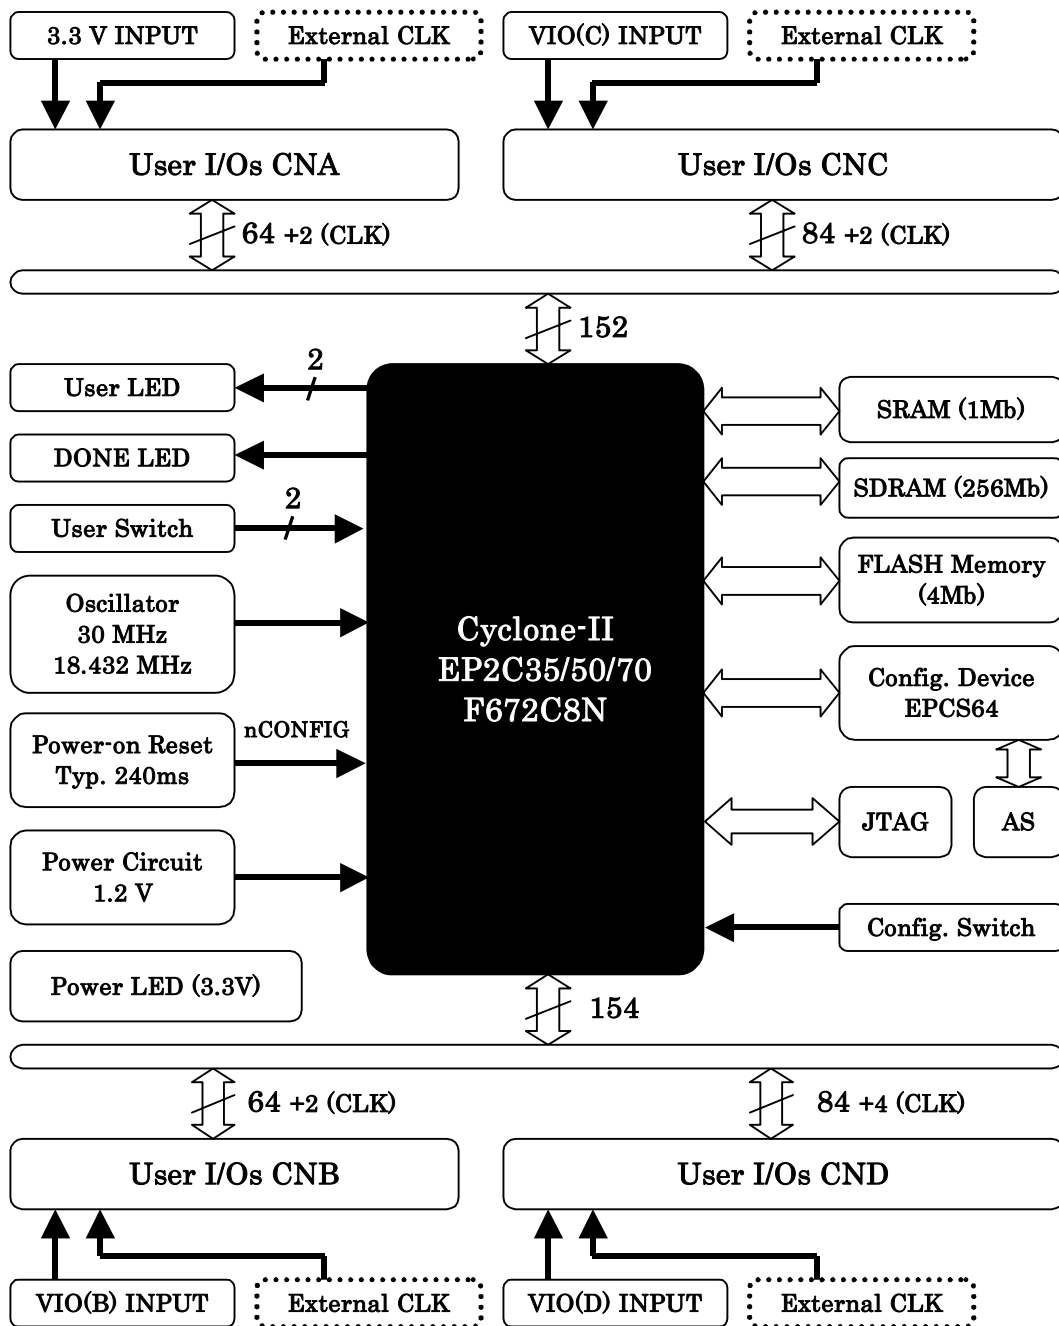 3.3 V INPUT
External CLK
VIO(C) INPUT
External CLK
User I/Os CNA
User I/Os CNC
64 +2 (CLK)
84 +2 (CLK)
152
User LED
2
DONE LED
User Switch
2
Oscillator
30 MHz
18.432 MHz
Power-on Reset
Typ. 240ms
nCONFIG
Power Circuit
1.2 V
Power LED (3.3V)
Cyclone-II
EP2C35/50/70
F672C8N
SRAM (1Mb)
SDRAM (256Mb)
FLASH Memory
(4Mb)
Config. Device
EPCS64
JTAG
AS
Config. Switch
154
64 +2 (CLK)
84 +4 (CLK)
User I/Os CNB
User I/Os CND
VIO(B) INPUT
External CLK
VIO(D) INPUT
External CLK